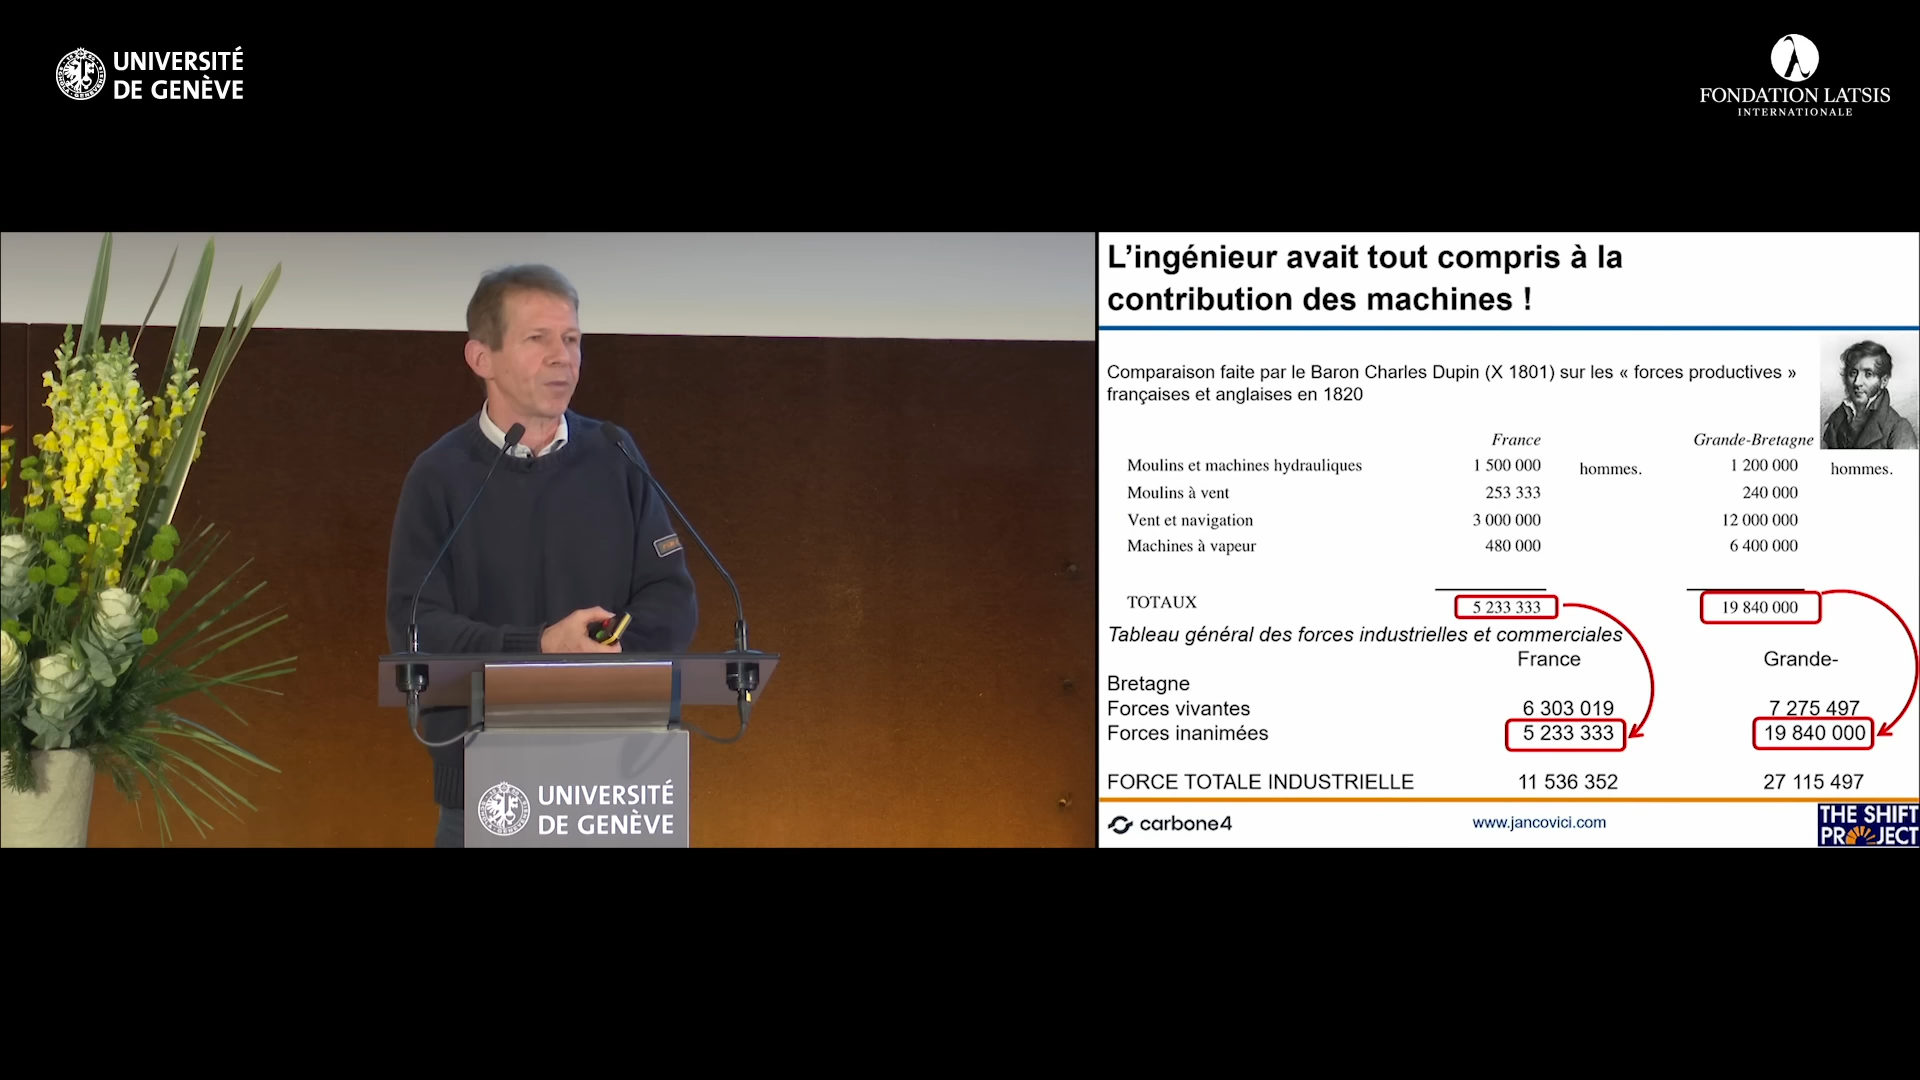 UNIVERSITÉ
DE GENÈVE
FONDATION LATSIS
INTERNATIONALE
L’ingénieur avait tout compris à la
contribution des machines !
Comparaison faite par le Baron Charles Dupin (X 1801) sur les « forces productives »
françaises et anglaises en 1820
France Grande-Bretagne
Moulins et machines hydrauliques 1 500 000 hommes. 1 200 000 hommes.
Moulins à vent 253 333 240 000
Vent et navigation 3 000 000 12 000 000
Machines à vapeur 480 000 6 400 000
TOTAUX 5 233 333 19 840 000
Tableau général des forces industrielles et commerciales
France Grande-
Bretagne
Forces vivantes 6 303 019 7 275 497
Forces inanimées 5 233 333 19 840 000
FORCE TOTALE INDUSTRIELLE 11 536 352 27 115 497
carbone4 www.jancovici.com THE SHIFT
PROJECT
UNIVERSITÉ
DE GENÈVE